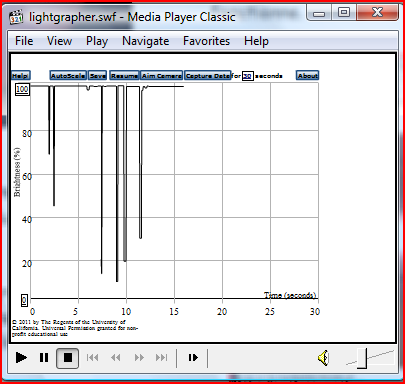 lightgrapher.swf - Media Player Classic
File View Play Navigate Favorites Help
Help AutoScale Save Resume Aim Camera Capture Data for 30 seconds About
100
80
60
40
20
0
Brightness (%)
Time (seconds)
0 5 10 15 20 25 30
© 2011 by The Regents of the University of
California. Universal Permission granted for non-
profit educational use